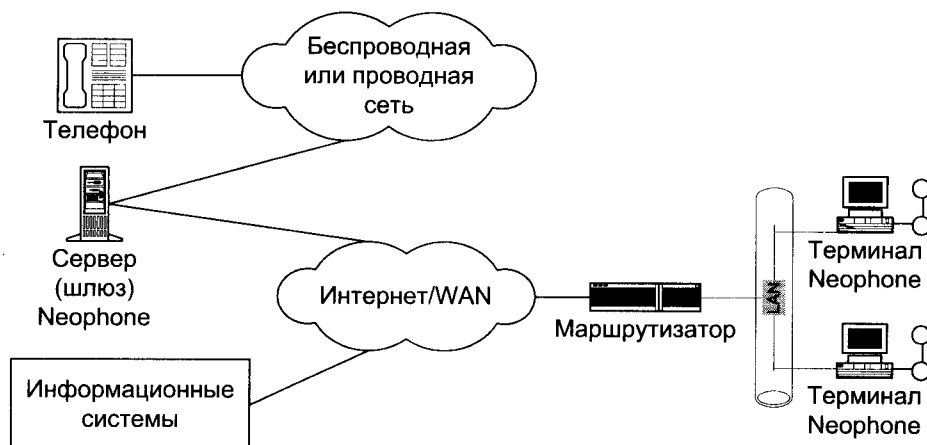 Беспроводная
или проводная
сеть
Телефон
Сервер
(шлюз)
Neophone
Интернет/WAN
Маршрутизатор
LAN
Терминал
Neophone
Терминал
Neophone
Информационные
системы